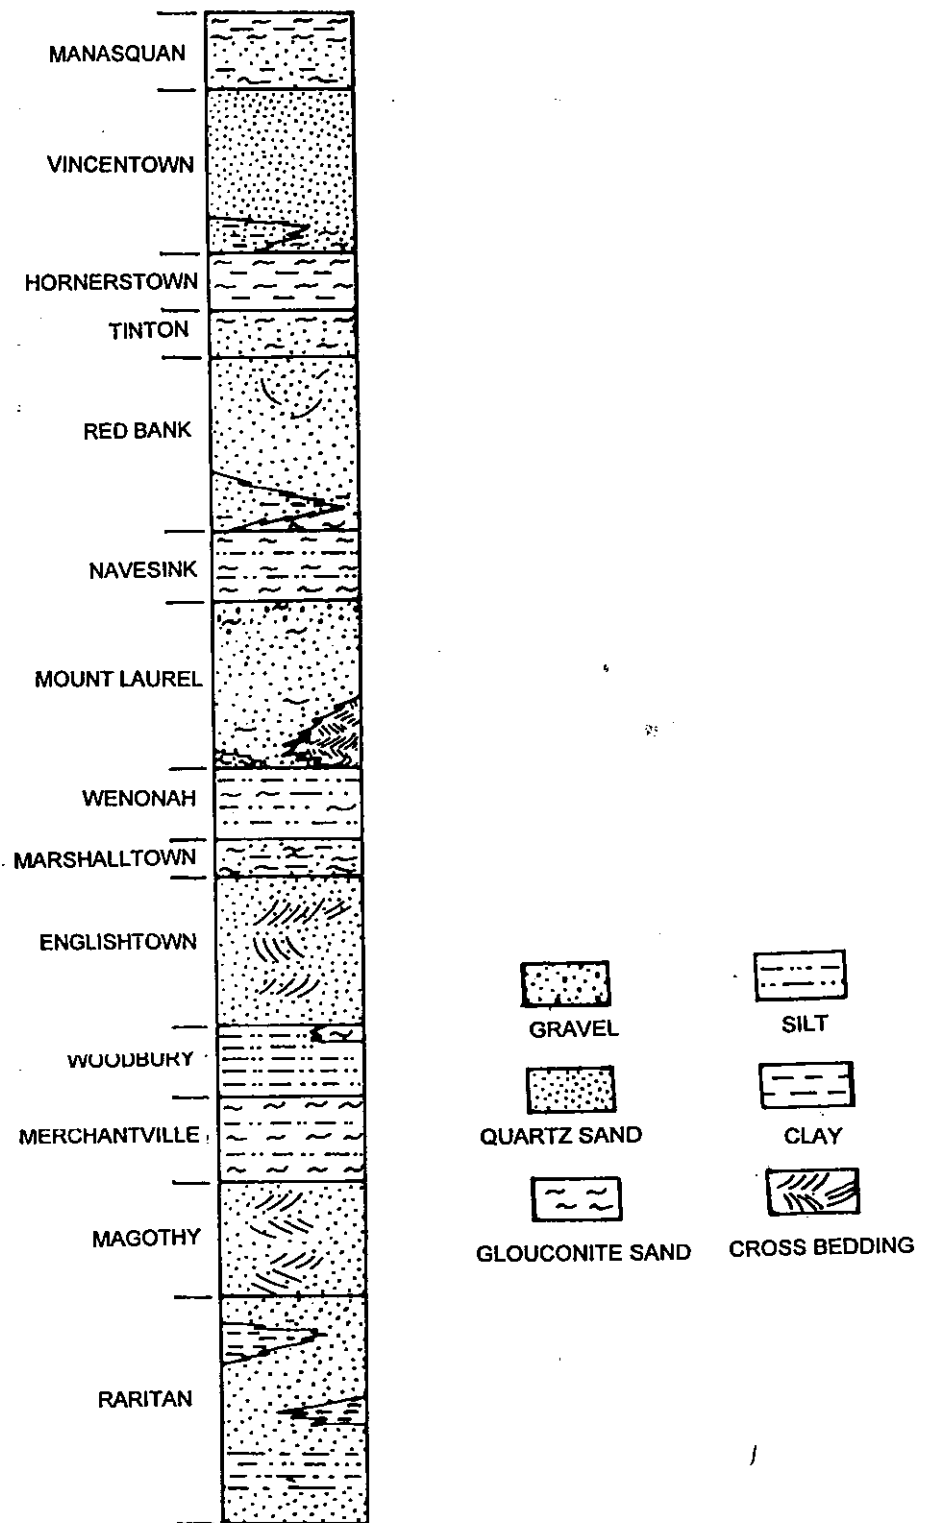 MANASQUAN
VINCENTOWN
HORNERSTOWN
TINTON
RED BANK
NAVESINK
MOUNT LAUREL
WENONAH
MARSHALLTOWN
ENGLISHTOWN
WOODBURY
MERCHANTVILLE
MAGOTHY
RARITAN
GRAVEL
SILT
QUARTZ SAND
CLAY
GLOUCONITE SAND
CROSS BEDDING